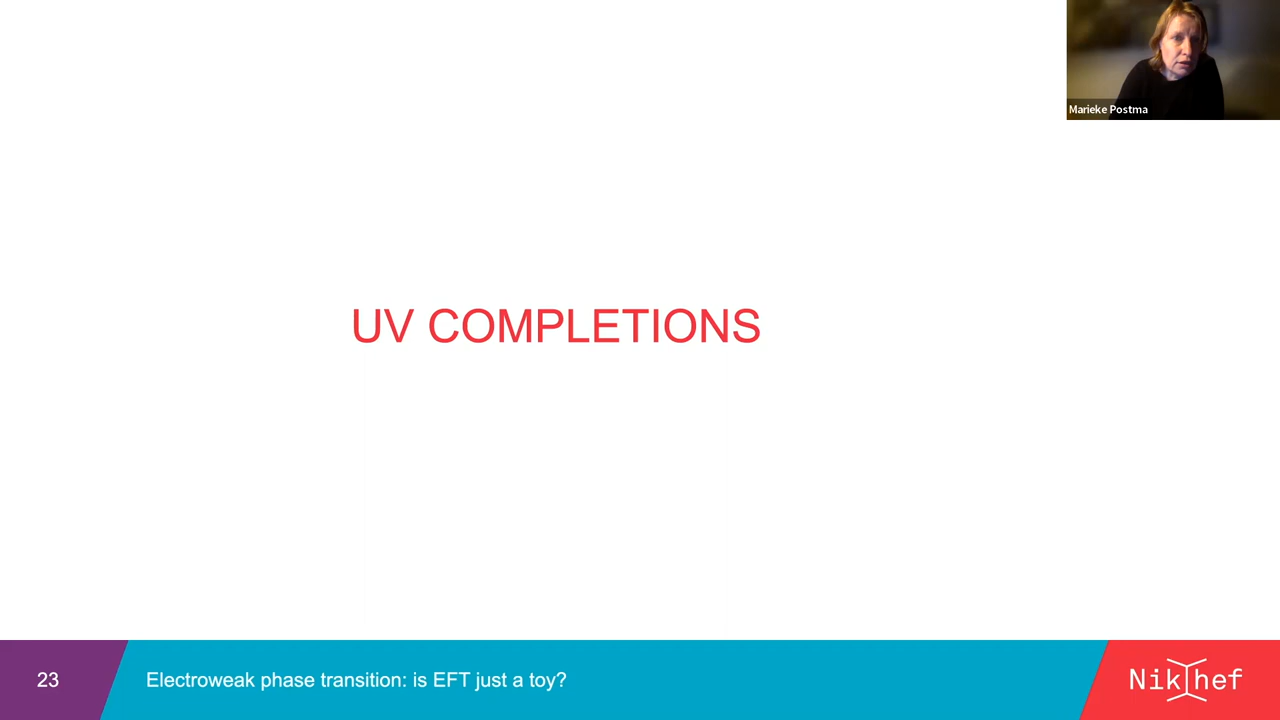 Marieke Postma
UV COMPLETIONS
23
Electroweak phase transition: is EFT just a toy?
Nikhef